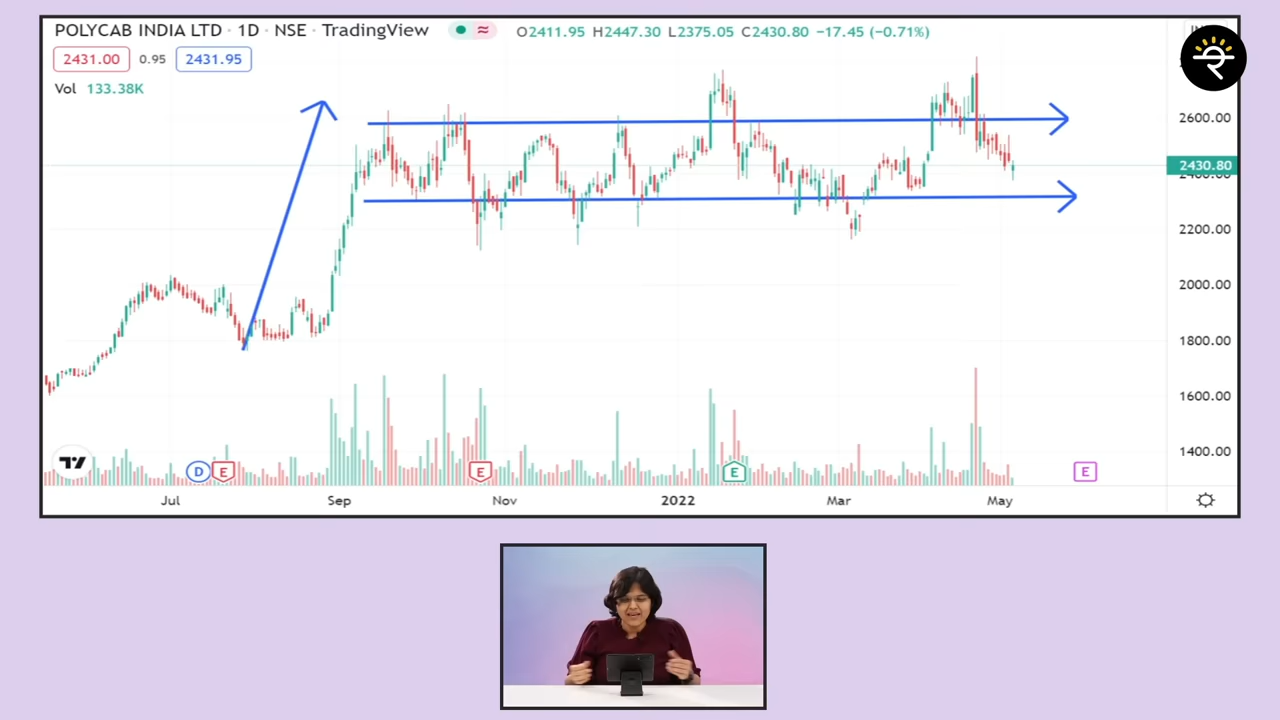 POLYCAB INDIA LTD · 1D · NSE · TradingView O2411.95 H2447.30 L2375.05 C2430.80 −17.45 (−0.71%)
2431.00 0.95 2431.95
Vol 133.38K
2600.00
2430.80
2200.00
2000.00
1800.00
1600.00
1400.00
D E E E E
Jul Sep Nov 2022 Mar May